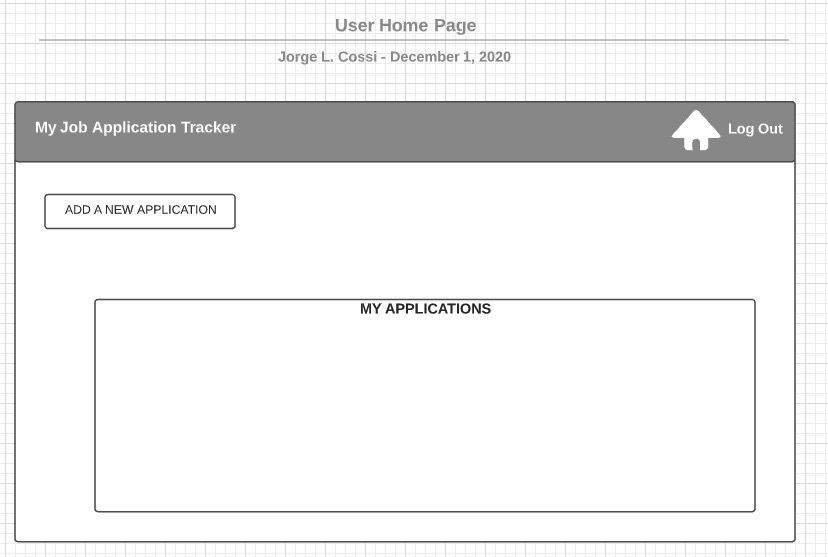 User Home Page
Jorge L. Cossi - December 1, 2020
My Job Application Tracker
Log Out
ADD A NEW APPLICATION
MY APPLICATIONS